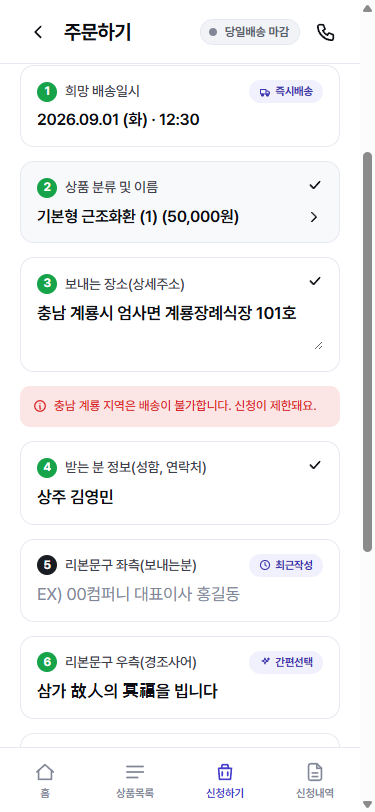 주문하기
당일배송 마감
1 희망 배송일시
즉시배송
2026.09.01 (화) · 12:30
2 상품 분류 및 이름
기본형 근조화환 (1) (50,000원)
3 보내는 장소(상세주소)
충남 계룡시 엄사면 계룡장례식장 101호
충남 계룡 지역은 배송이 불가합니다. 신청이 제한돼요.
4 받는 분 정보(성함, 연락처)
상주 김영민
5 리본문구 좌측(보내는분)
최근작성
EX) 00컴퍼니 대표이사 홍길동
6 리본문구 우측(경조사어)
간편선택
삼가 故人의 冥福을 빕니다
홈
상품목록
신청하기
신청내역